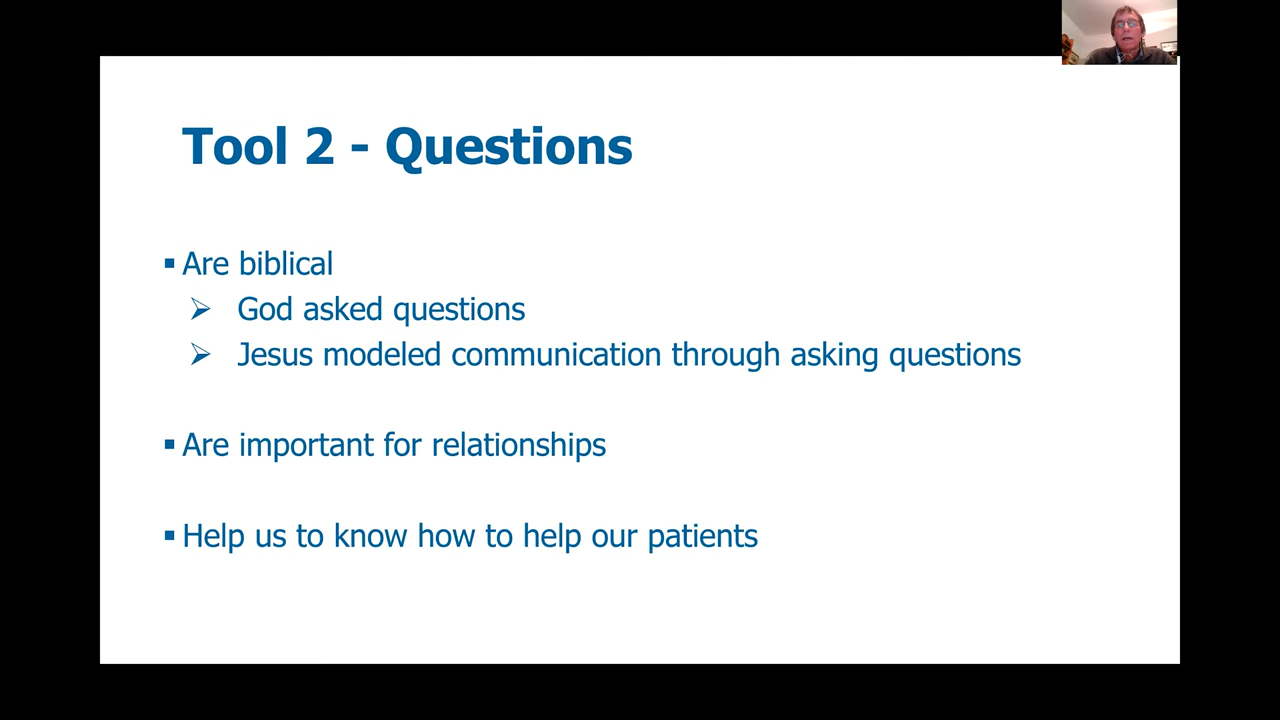 Tool 2 - Questions
▪ Are biblical
➢ God asked questions
➢ Jesus modeled communication through asking questions
▪ Are important for relationships
▪ Help us to know how to help our patients